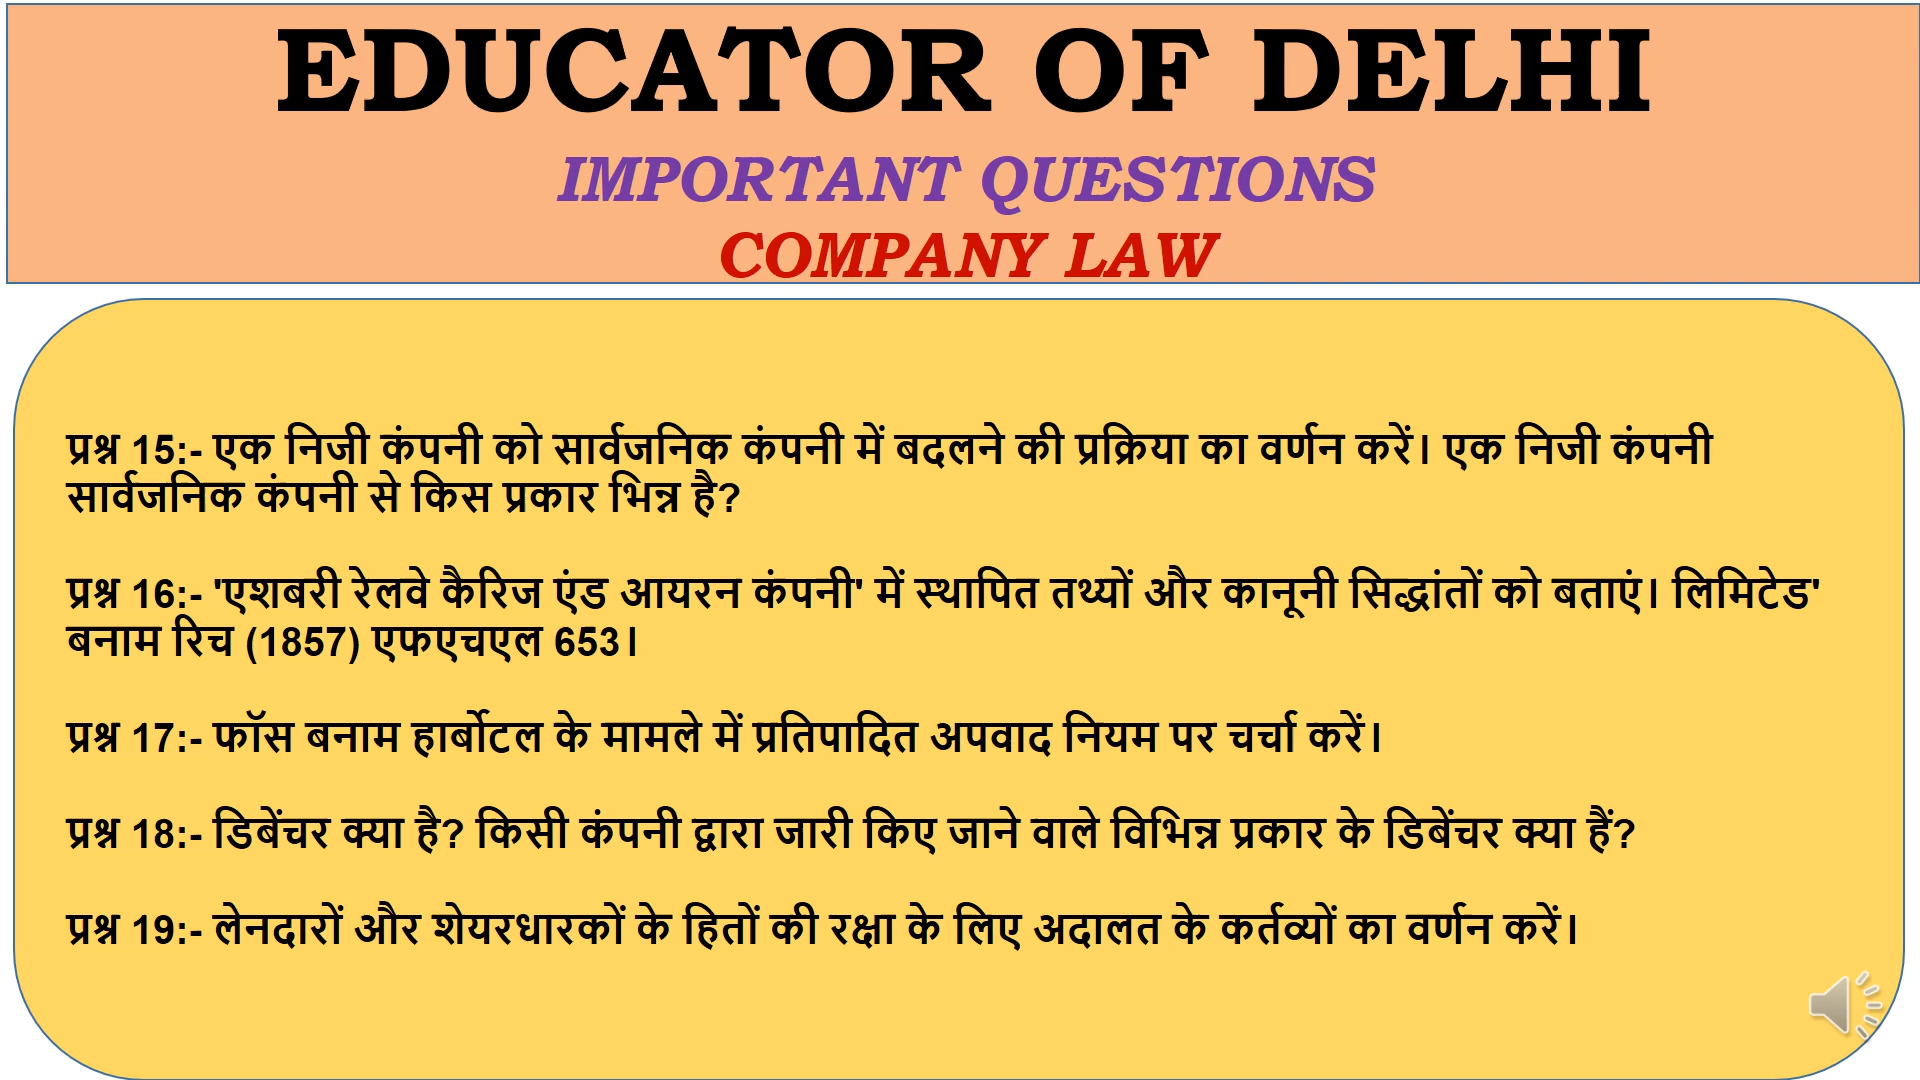 EDUCATOR OF DELHI
IMPORTANT QUESTIONS
COMPANY LAW
प्रश्न 15:- एक निजी कंपनी को सार्वजनिक कंपनी में बदलने की प्रक्रिया का वर्णन करें। एक निजी कंपनी
सार्वजनिक कंपनी से किस प्रकार भिन्न है?
प्रश्न 16:- 'एशबरी रेलवे कैरिज एंड आयरन कंपनी' में स्थापित तथ्यों और कानूनी सिद्धांतों को बताएं। लिमिटेड'
बनाम रिच (1857) एफएचएल 653।
प्रश्न 17:- फॉस बनाम हार्बोटल के मामले में प्रतिपादित अपवाद नियम पर चर्चा करें।
प्रश्न 18:- डिबेंचर क्या है? किसी कंपनी द्वारा जारी किए जाने वाले विभिन्न प्रकार के डिबेंचर क्या हैं?
प्रश्न 19:- लेनदारों और शेयरधारकों के हितों की रक्षा के लिए अदालत के कर्तव्यों का वर्णन करें।